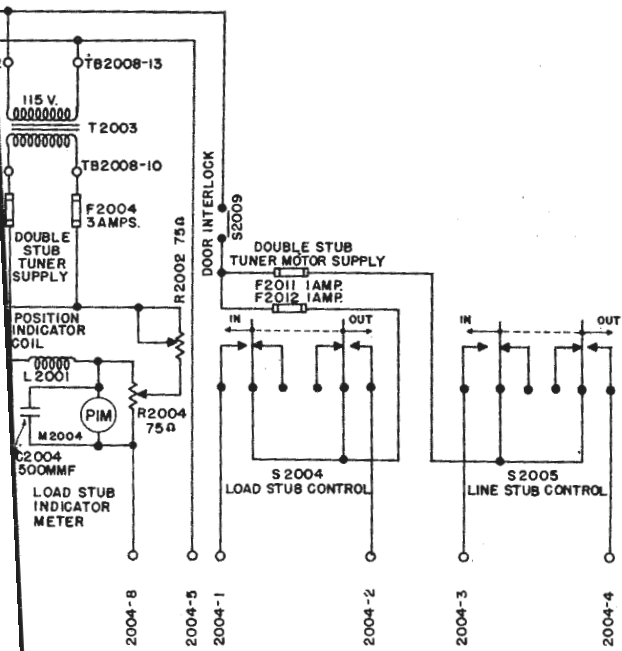 TB2008-13
115 V.
T2003
TB2008-10
F2004
3 AMPS.
DOUBLE
STUB
TUNER
SUPPLY
R2002 75Ω
DOOR INTERLOCK
S2009
DOUBLE STUB
TUNER MOTOR SUPPLY
F2011 1AMP.
F2012 1AMP.
POSITION
INDICATOR
COIL
L2001
PIM
M2004
R2004
75Ω
C2004
500MMF
LOAD STUB
INDICATOR
METER
IN
OUT
IN
OUT
S2004
LOAD STUB CONTROL
S2005
LINE STUB CONTROL
2004-8
2004-5
2004-1
2004-2
2004-3
2004-4